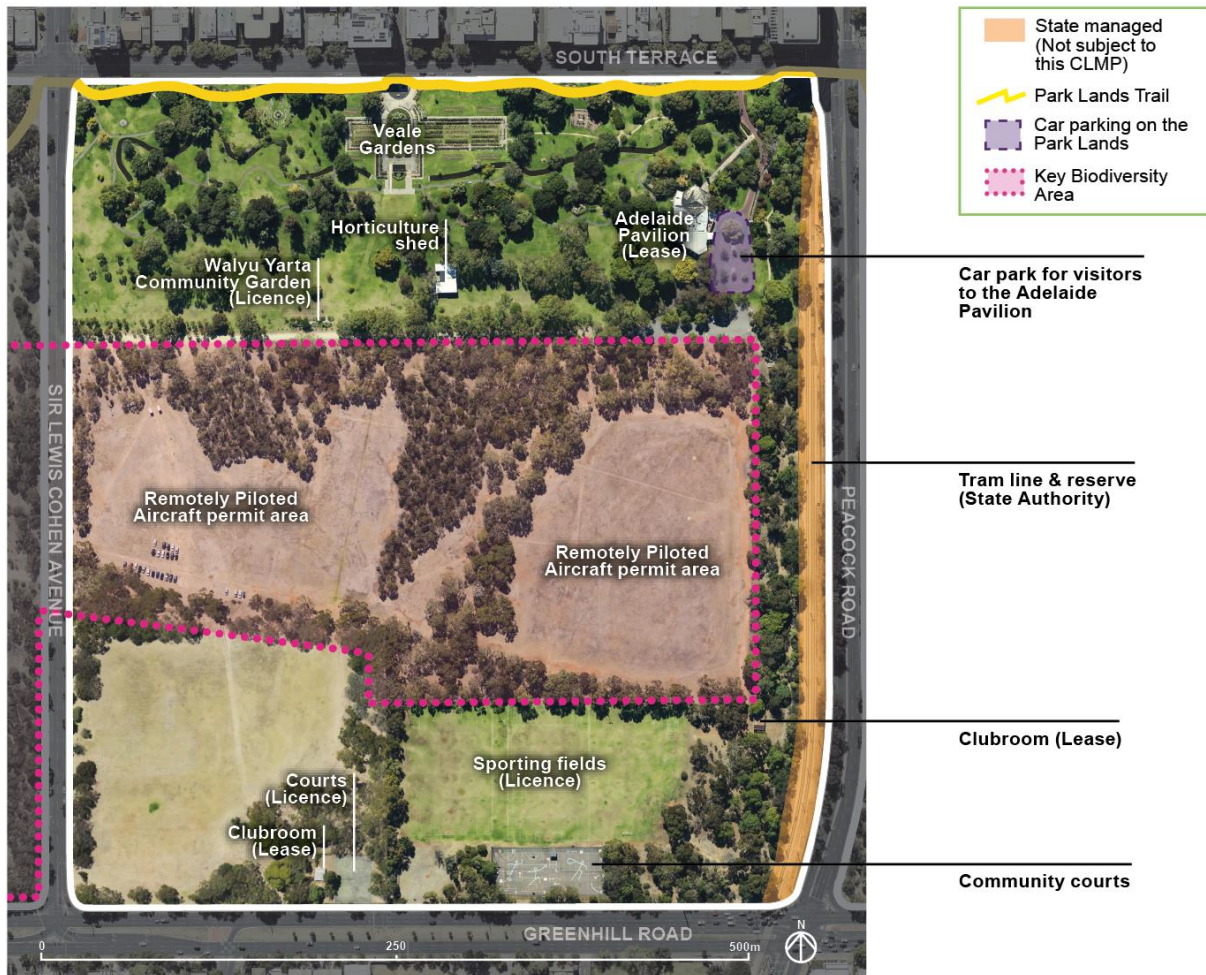 SOUTH TERRACE
Veale
Gardens
Horticulture
shed
Adelaide
Pavilion
(Lease)
Walyu Yarta
Community Garden
(Licence)
SIR LEWIS COHEN AVENUE
Remotely Piloted
Aircraft permit area
Remotely Piloted
Aircraft permit area
PEACOCK ROAD
Sporting fields
(Licence)
Courts
(Licence)
Clubroom
(Lease)
GREENHILL ROAD
0
250
500m
N
State managed
(Not subject to
this CLMP)
Park Lands Trail
Car parking on the
Park Lands
Key Biodiversity
Area
Car park for visitors
to the Adelaide
Pavilion
Tram line & reserve
(State Authority)
Clubroom (Lease)
Community courts